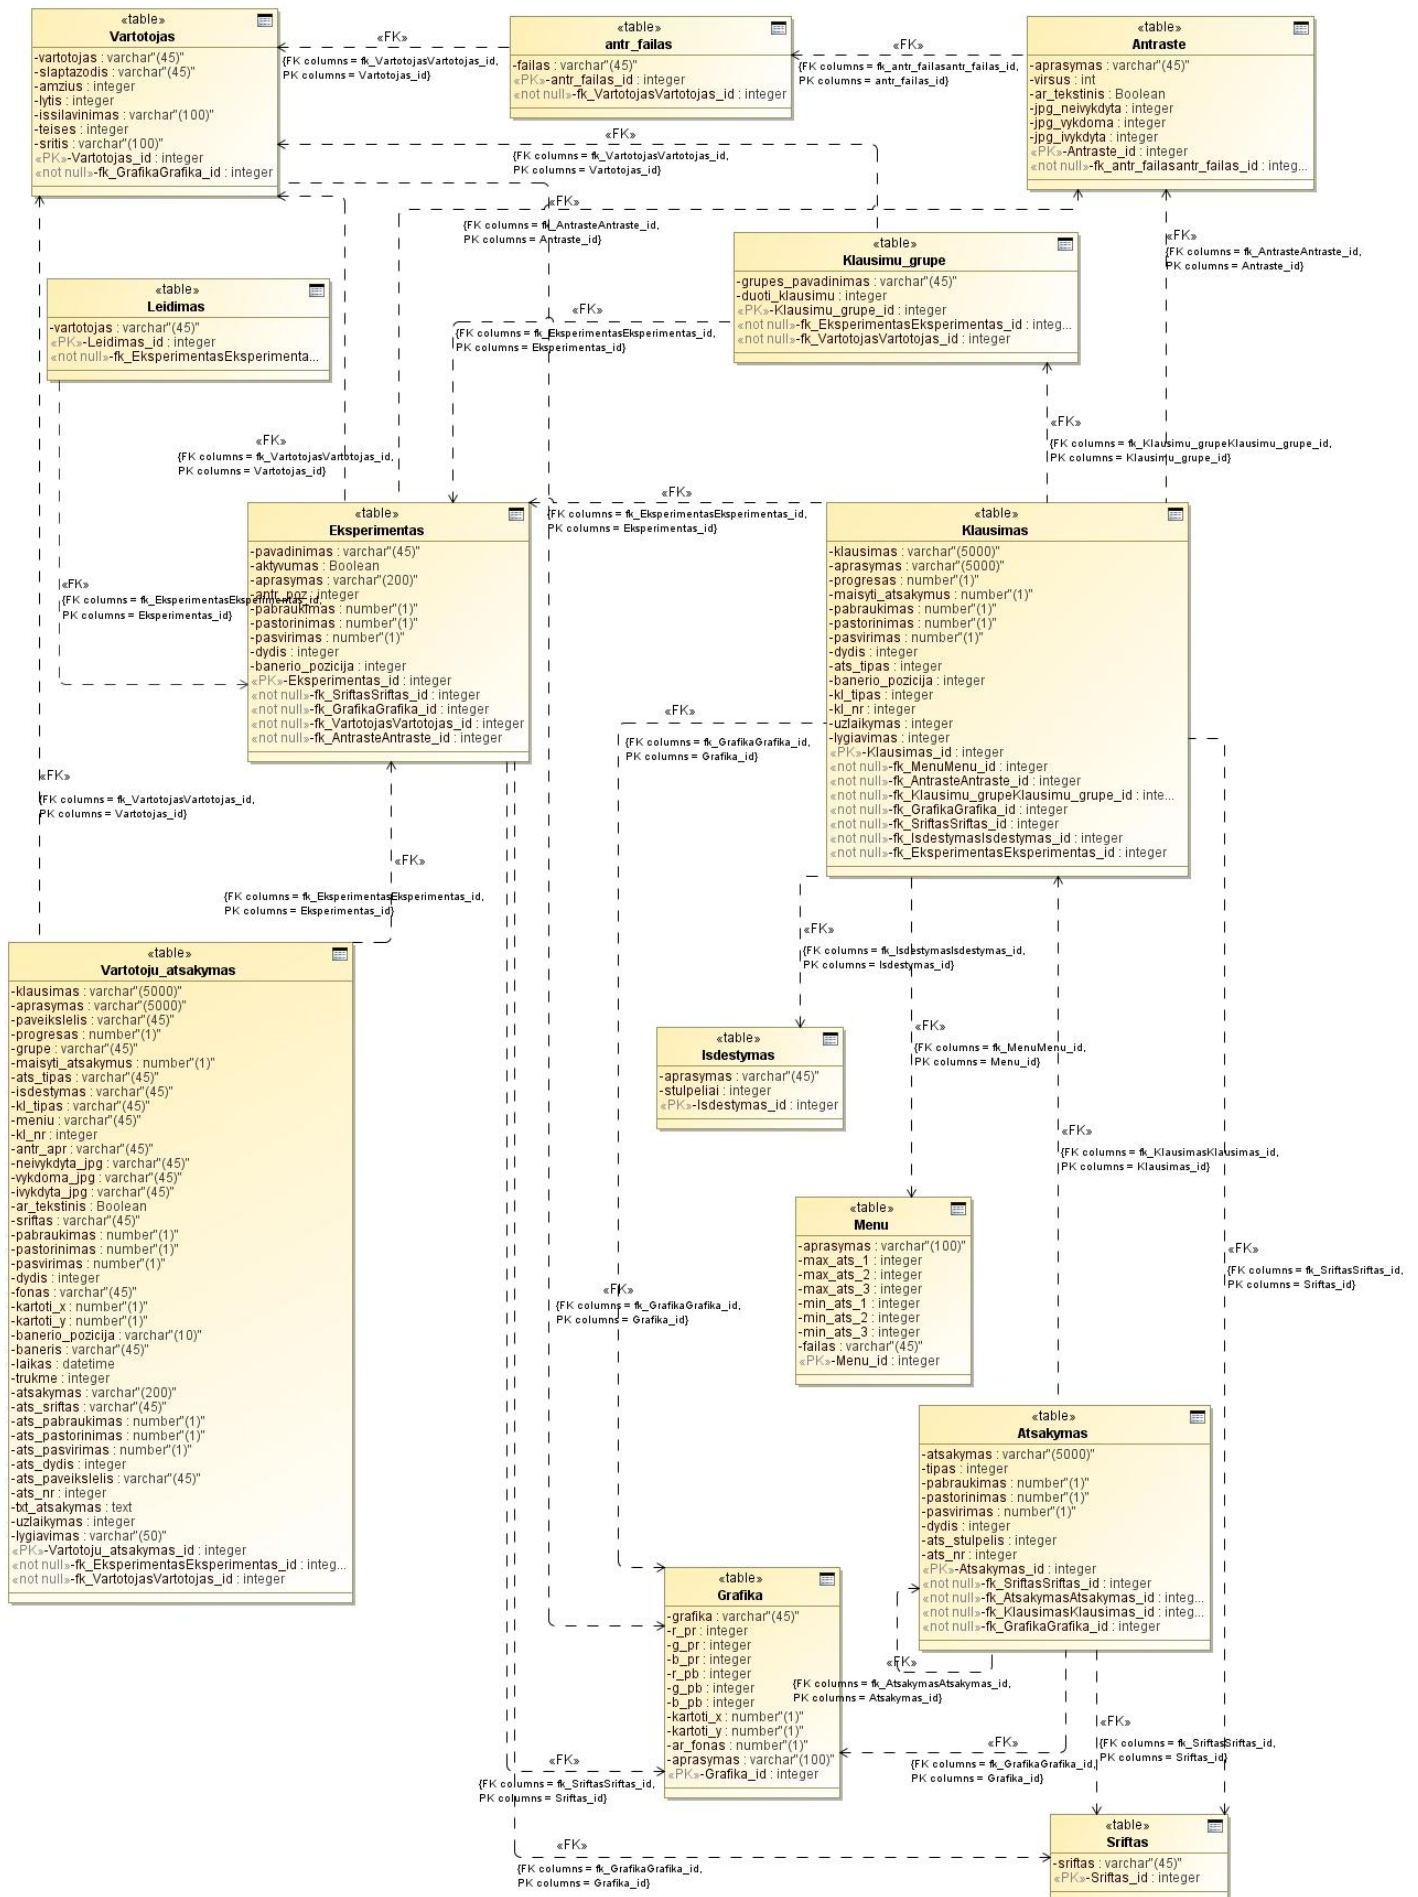 «table»
Vartotojas
-vartotojas : varchar"(45)"
-slaptazodis : varchar"(45)"
-amzius : integer
-lytis : integer
-issilavinimas : varchar"(100)"
-teises : integer
-sritis : varchar"(100)"
«PK»-Vartotojas_id : integer
«not null»-fk_GrafikaGrafika_id : integer
«FK»
{FK columns = fk_VartotojasVartotojas_id,
PK columns = Vartotojas_id}
«table»
antr_failas
-failas : varchar"(45)"
«PK»-antr_failas_id : integer
«not null»-fk_VartotojasVartotojas_id : integer
«FK»
{FK columns = fk_antr_failasantr_failas_id,
PK columns = antr_failas_id}
«table»
Antraste
-aprasymas : varchar"(45)"
-virsus : int
-ar_tekstinis : Boolean
-jpg_neivykdyta : integer
-jpg_vykdoma : integer
-jpg_ivykdyta : integer
«PK»-Antraste_id : integer
«not null»-fk_antr_failasantr_failas_id : integ...
«FK»
{FK columns = fk_VartotojasVartotojas_id,
PK columns = Vartotojas_id}
«FK»
{FK columns = fk_AntrasteAntraste_id,
PK columns = Antraste_id}
«FK»
{FK columns = fk_AntrasteAntraste_id,
PK columns = Antraste_id}
«table»
Klausimu_grupe
-grupes_pavadinimas : varchar"(45)"
-duoti_klausimu : integer
«PK»-Klausimu_grupe_id : integer
«not null»-fk_EksperimentasEksperimentas_id : integ...
«not null»-fk_VartotojasVartotojas_id : integer
«table»
Leidimas
-vartotojas : varchar"(45)"
«PK»-Leidimas_id : integer
«not null»-fk_EksperimentasEksperimenta...
«FK»
{FK columns = fk_EksperimentasEksperimentas_id,
PK columns = Eksperimentas_id}
«FK»
{FK columns = fk_VartotojasVartotojas_id,
PK columns = Vartotojas_id}
«FK»
{FK columns = fk_Klausimu_grupeKlausimu_grupe_id,
PK columns = Klausimu_grupe_id}
«FK»
{FK columns = fk_EksperimentasEksperimentas_id,
PK columns = Eksperimentas_id}
«table»
Eksperimentas
-pavadinimas : varchar"(45)"
-aktyvumas : Boolean
-aprasymas : varchar"(200)"
-antr_poz : integer
-pabraukimas : number"(1)"
-pastorinimas : number"(1)"
-pasvirimas : number"(1)"
-dydis : integer
-banerio_pozicija : integer
«PK»-Eksperimentas_id : integer
«not null»-fk_SriftasSriftas_id : integer
«not null»-fk_GrafikaGrafika_id : integer
«not null»-fk_VartotojasVartotojas_id : integer
«not null»-fk_AntrasteAntraste_id : integer
«FK»
{FK columns = fk_EksperimentasEksperimentas_id,
PK columns = Eksperimentas_id}
«table»
Klausimas
-klausimas : varchar"(5000)"
-aprasymas : varchar"(5000)"
-progresas : number"(1)"
-maisyti_atsakymus : number"(1)"
-pabraukimas : number"(1)"
-pastorinimas : number"(1)"
-pasvirimas : number"(1)"
-dydis : integer
-ats_tipas : integer
-banerio_pozicija : integer
-kl_tipas : integer
-kl_nr : integer
-uzlaikymas : integer
-lygiavimas : integer
«PK»-Klausimas_id : integer
«not null»-fk_MenuMenu_id : integer
«not null»-fk_AntrasteAntraste_id : integer
«not null»-fk_Klausimu_grupeKlausimu_grupe_id : inte...
«not null»-fk_GrafikaGrafika_id : integer
«not null»-fk_SriftasSriftas_id : integer
«not null»-fk_IsdestymasIsdestymas_id : integer
«not null»-fk_EksperimentasEksperimentas_id : integer
«FK»
{FK columns = fk_GrafikaGrafika_id,
PK columns = Grafika_id}
«FK»
{FK columns = fk_VartotojasVartotojas_id,
PK columns = Vartotojas_id}
«FK»
{FK columns = fk_EksperimentasEksperimentas_id,
PK columns = Eksperimentas_id}
«table»
Vartotoju_atsakymas
-klausimas : varchar"(5000)"
-aprasymas : varchar"(5000)"
-paveikslelis : varchar"(45)"
-progresas : number"(1)"
-grupe : varchar"(45)"
-maisyti_atsakymus : number"(1)"
-ats_tipas : varchar"(45)"
-isdestymas : varchar"(45)"
-kl_tipas : varchar"(45)"
-meniu : varchar"(45)"
-kl_nr : integer
-antr_apr : varchar"(45)"
-neivykdyta_jpg : varchar"(45)"
-vykdoma_jpg : varchar"(45)"
-ivykdyta_jpg : varchar"(45)"
-ar_tekstinis : Boolean
-sriftas : varchar"(45)"
-pabraukimas : number"(1)"
-pastorinimas : number"(1)"
-pasvirimas : number"(1)"
-dydis : integer
-fonas : varchar"(45)"
-kartoti_x : number"(1)"
-kartoti_y : number"(1)"
-banerio_pozicija : varchar"(10)"
-baneris : varchar"(45)"
-laikas : datetime
-trukme : integer
-atsakymas : varchar"(200)"
-ats_sriftas : varchar"(45)"
-ats_pabraukimas : number"(1)"
-ats_pastorinimas : number"(1)"
-ats_pasvirimas : number"(1)"
-ats_dydis : integer
-ats_paveikslelis : varchar"(45)"
-ats_nr : integer
-txt_atsakymas : text
-uzlaikymas : integer
-lygiavimas : varchar"(50)"
«PK»-Vartotoju_atsakymas_id : integer
«not null»-fk_EksperimentasEksperimentas_id : integ...
«not null»-fk_VartotojasVartotojas_id : integer
«FK»
{FK columns = fk_IsdestymasIsdestymas_id,
PK columns = Isdestymas_id}
«table»
Isdestymas
-aprasymas : varchar"(45)"
-stulpeliai : integer
«PK»-Isdestymas_id : integer
«FK»
{FK columns = fk_MenuMenu_id,
PK columns = Menu_id}
«FK»
{FK columns = fk_KlausimasKlausimas_id,
PK columns = Klausimas_id}
«table»
Menu
-aprasymas : varchar"(100)"
-max_ats_1 : integer
-max_ats_2 : integer
-max_ats_3 : integer
-min_ats_1 : integer
-min_ats_2 : integer
-min_ats_3 : integer
-failas : varchar"(45)"
«PK»-Menu_id : integer
«FK»
{FK columns = fk_SriftasSriftas_id,
PK columns = Sriftas_id}
«FK»
{FK columns = fk_GrafikaGrafika_id,
PK columns = Grafika_id}
«table»
Atsakymas
-atsakymas : varchar"(5000)"
-tipas : integer
-pabraukimas : number"(1)"
-pastorinimas : number"(1)"
-pasvirimas : number"(1)"
-dydis : integer
-ats_stulpelis : integer
-ats_nr : integer
«PK»-Atsakymas_id : integer
«not null»-fk_SriftasSriftas_id : integer
«not null»-fk_AtsakymasAtsakymas_id : integ...
«not null»-fk_KlausimasKlausimas_id : integ...
«not null»-fk_GrafikaGrafika_id : integer
«table»
Grafika
-grafika : varchar"(45)"
-r_pr : integer
-g_pr : integer
-b_pr : integer
-r_pb : integer
-g_pb : integer
-b_pb : integer
-kartoti_x : number"(1)"
-kartoti_y : number"(1)"
-ar_fonas : number"(1)"
-aprasymas : varchar"(100)"
«PK»-Grafika_id : integer
«FK»
{FK columns = fk_AtsakymasAtsakymas_id,
PK columns = Atsakymas_id}
«FK»
{FK columns = fk_GrafikaGrafika_id,
PK columns = Grafika_id}
«FK»
{FK columns = fk_SriftasSriftas_id,
PK columns = Sriftas_id}
«FK»
{FK columns = fk_SriftasSriftas_id,
PK columns = Sriftas_id}
«FK»
{FK columns = fk_GrafikaGrafika_id,
PK columns = Grafika_id}
«table»
Sriftas
-sriftas : varchar"(45)"
«PK»-Sriftas_id : integer